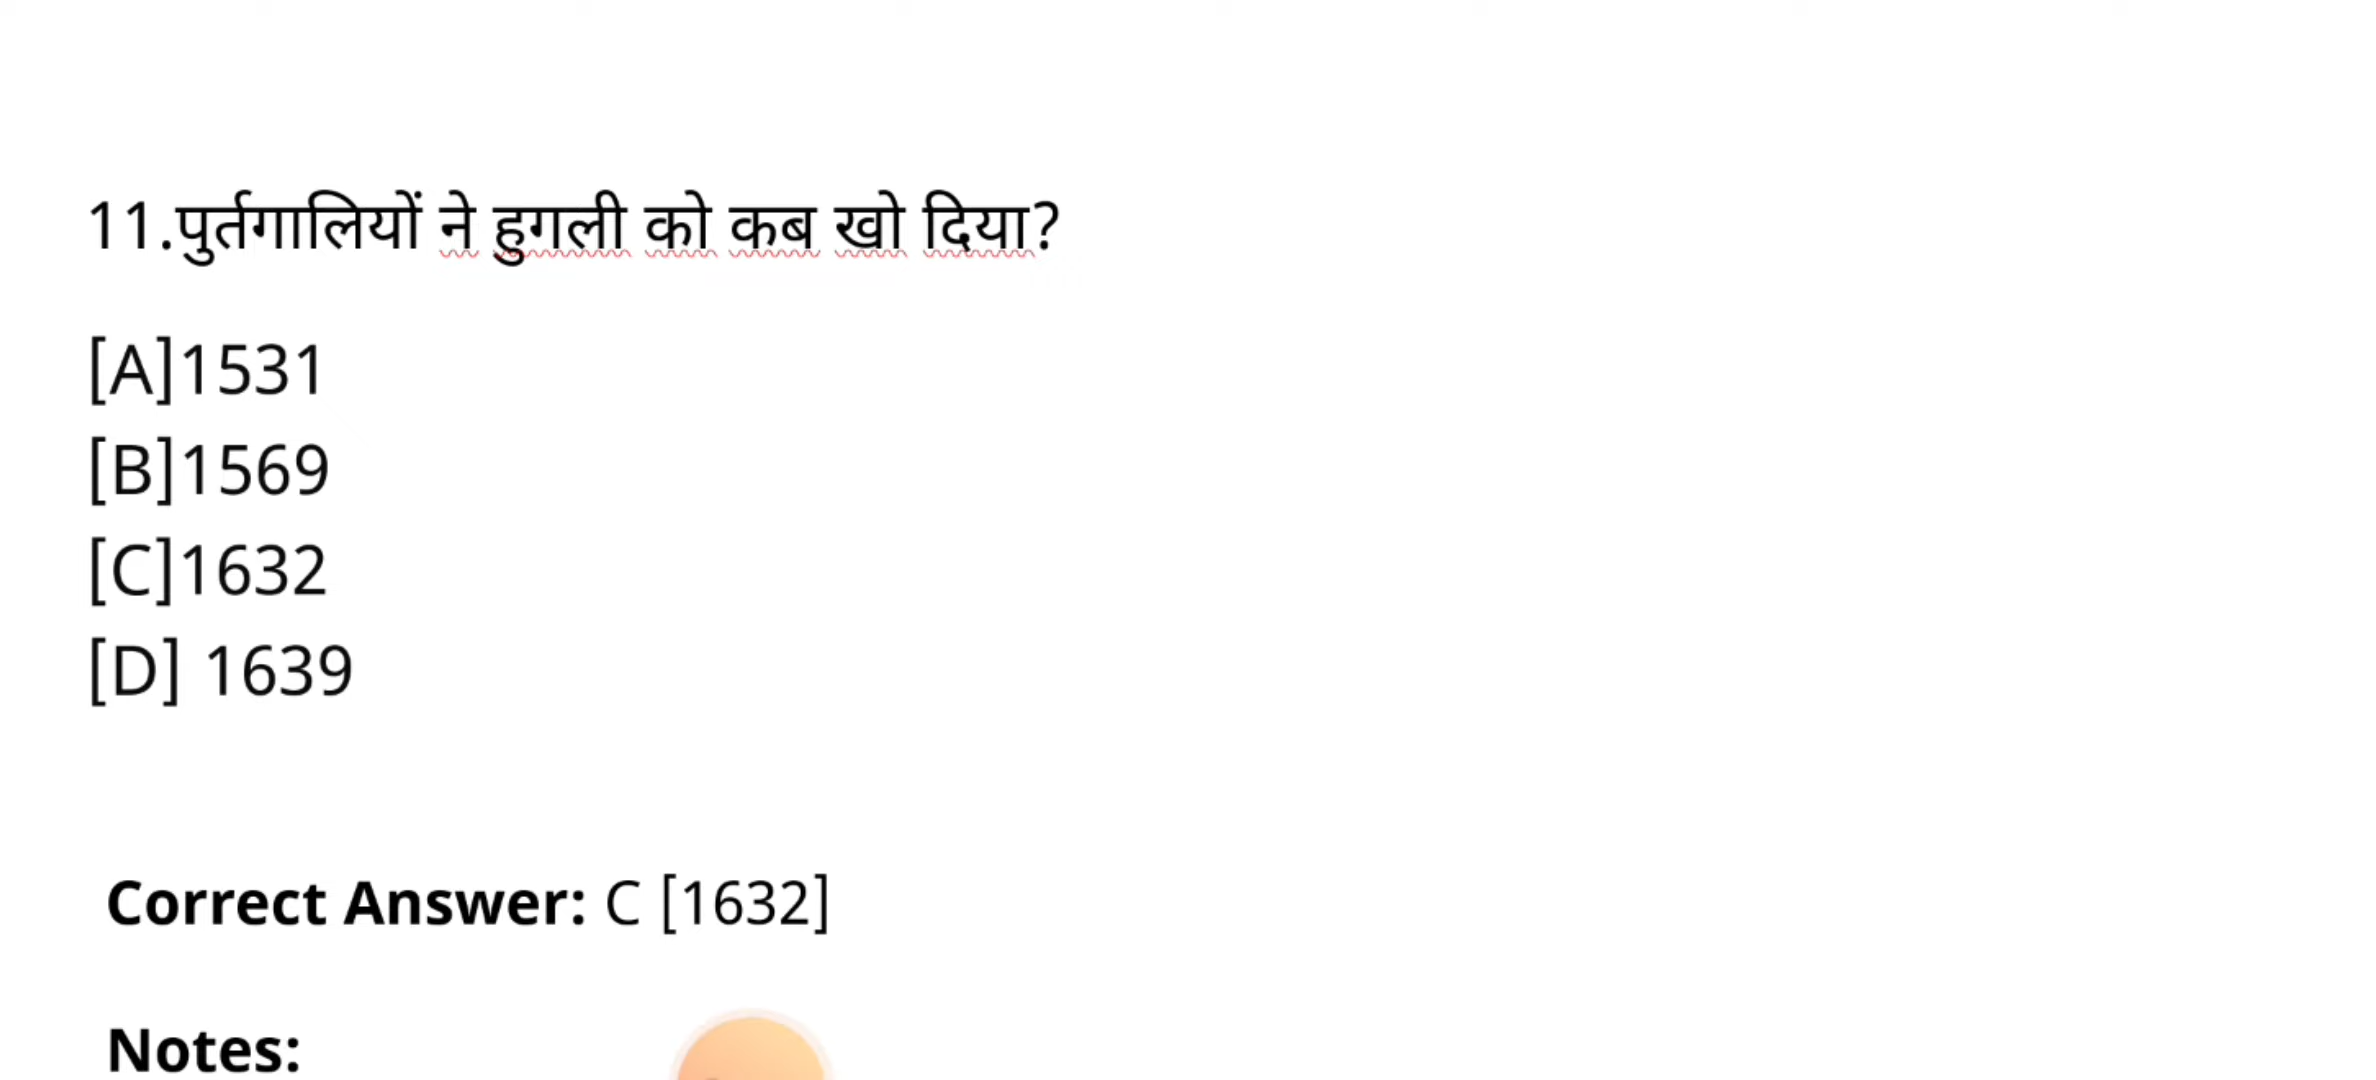 11.पुर्तगालियों ने हुगली को कब खो दिया?
[A]1531
[B]1569
[C]1632
[D] 1639
Correct Answer: C [1632]
Notes: